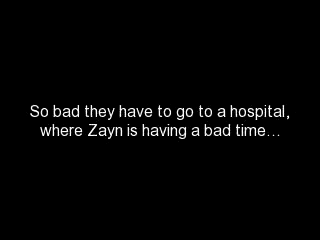 So bad they have to go to a hospital,
where Zayn is having a bad time…